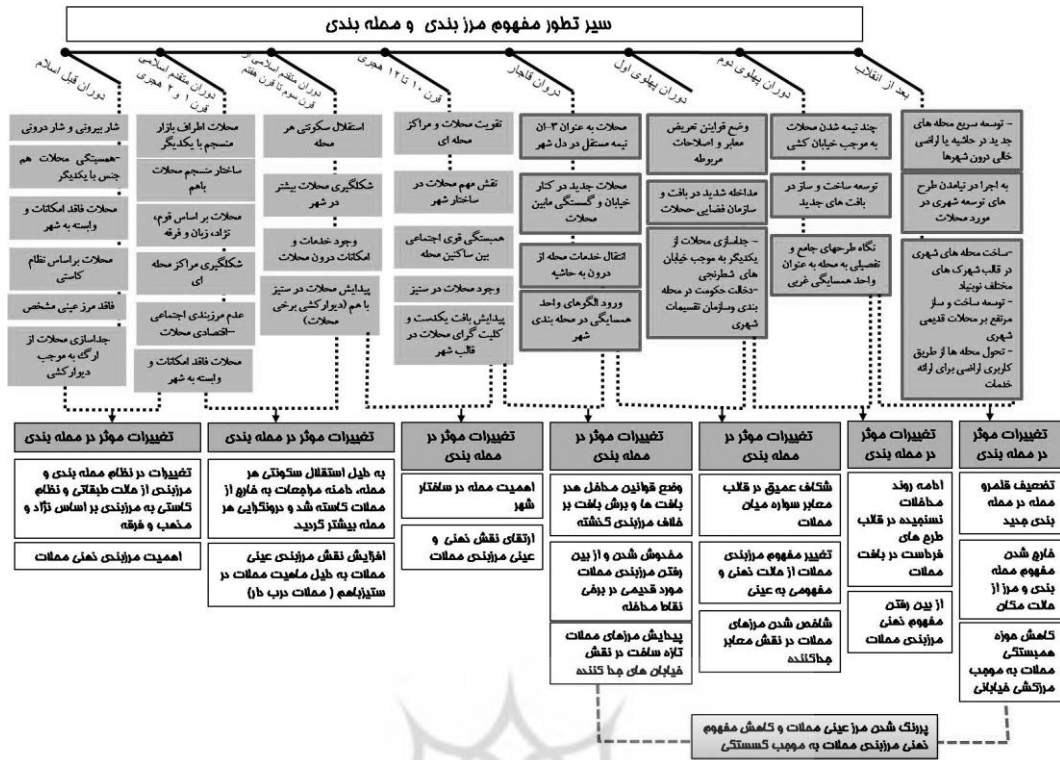 سیر تطور مفهوم مرز بندی و محله بندی
بعد از انقلاب
دوران پهلوی دوم
دوران پهلوی اول
دروان قاجار
قرن ۱۰ تا ۱۲ هجری
دوران متقدم اسلامی از
قرن سوم تا قرن هفتم
دوران متقدم اسلامی
قرن ۱ و ۲ هجری
دوران قبل اسلام
- توسعه سریع محله های
جدید در حاشیه یا اراضی
خالی درون شهرها
به اجرا در نیامدن طرح
های توسعه شهری در
مورد محلات
-ساخت محله های شهری
در قالب شهرک های
مختلف نوبنیاد
- توسعه ساخت و ساز
مرتفع بر محلات قدیمی
شهری
- تحول محله ها از طریق
کاربری اراضی برای ارائه
خدمات
چند نیمه شدن محلات
به موجب خیابان کشی
توسعه ساخت و ساز در
بافت های جدید
نگاه طرحهای جامع و
تفصیلی به محله به عنوان
واحد همسایگی غربی
وضع قوانین تعریض
معابر و اصلاحات
مربوطه
مداخله شدید در بافت و
سازمان فضایی محلات
- جداسازی محلات از
یکدیگر به موجب خیابان
های شطرنجی
-دخالت حکومت در محله
بندی وسازمان تقسیمات
شهری
محلات به عنوان ۳-ان
نیمه مستقل در دل شهر
محلات جدید در کنار
خیابان و گسستگی مابین
محلات
انتقال خدمات محله از
درون به حاشیه
ورود الگوهای واحد
همسایگی در محله بندی
شهر
تقویت محلات و مراکز
محله ای
نقش مهم محلات در
ساختار شهر
همبستگی قوی اجتماعی
بین ساکنین محله
وجود محلات در ستیز
پیدایش بافت یکدست و
کلیت گرای محلات در
قالب شهر
استقلال سکونتی هر
محله
شکلگیری محلات بیشتر
در شهر
وجود خدمات و
امکانات درون محلات
پیدایش محلات در ستیز
با هم (دیوارکشی برخی
محلات)
محلات اطراف بازار
منسجم با یکدیگر
ساختار منسجم محلات
باهم
محلات بر اساس قوم،
نژاد، زبان و فرقه
شکلگیری مراکز محله
ای
عدم مرزبندی اجتماعی
–اقتصادی محلات
محلات فاقد امکانات و
وابسته به شهر
شار بیرونی و شار درونی
-همبستگی محلات هم
جنس با یکدیگر
محلات فاقد امکانات و
وابسته به شهر
محلات براساس نظام
کاستی
فاقد مرز عینی مشخص
جداسازی محلات از
ارگ به موجب
دیوارکشی
تغییرات موثر
در محله بندی
تضعیف قلمرو
محله در محله
بندی جدید
خارج شدن
مفهوم محله
بندی و مرز از
حالت مکان
کاهش حوزه
همبستگی
محلات به موجب
مرزکشی خیابانی
تغییرات موثر
در محله بندی
ادامه روند
مداخلات
نسنجیده در قالب
طرح های
فرادست در بافت
محلات
از بین رفتن
مفهوم ذهنی
مرزبندی محلات
تغییرات موثر در
محله بندی
شکاف عمیق در قالب
معابر سواره میان
محلات
تغییر مفهوم مرزبندی
محلات از حالت ذهنی و
مفهومی به عینی
شاخص شدن مرزهای
محلات در نقش معابر
جداکننده
تغییرات موثر در
محله بندی
وضع قوانین مداخل هدر
بافت ها و برش بافت بر
خلاف مرزبندی گذشته
مخدوش شدن و از بین
رفتن مرزبندی محلات
مورد قدیمی در برخی
نقاط مداخله
پیدایش مرزهای محلات
تازه ساخت در نقش
خیابان های جدا کننده
تغییرات موثر در
محله بندی
اهمیت محله در ساختار
شهر
ارتقای نقش ذهنی و
عینی مرزبندی محلات
تغییرات موثر در محله بندی
به دلیل استقلال سکونتی هر
محله، دامنه مراجعات به خارج از
محلات کاسته شد و درونگرایی هر
محله بیشتر گردید.
افزایش نقش مرزبندی عینی
محلات به دلیل ماهیت محلات در
ستیزباهم ( محلات درب دار)
تغییرات موثر در محله بندی
تغییرات در نظام محله بندی و
مرزبندی از حالت طبقاتی و نظام
کاستی به مرزبندی بر اساس نژاد و
مذهب و فرقه
اهمیت مرزبندی ذهنی محلات
پررنگ شدن مرز عینی محلات و کاهش مفهوم
ذهنی مرزبندی محلات به موجب گسستگی